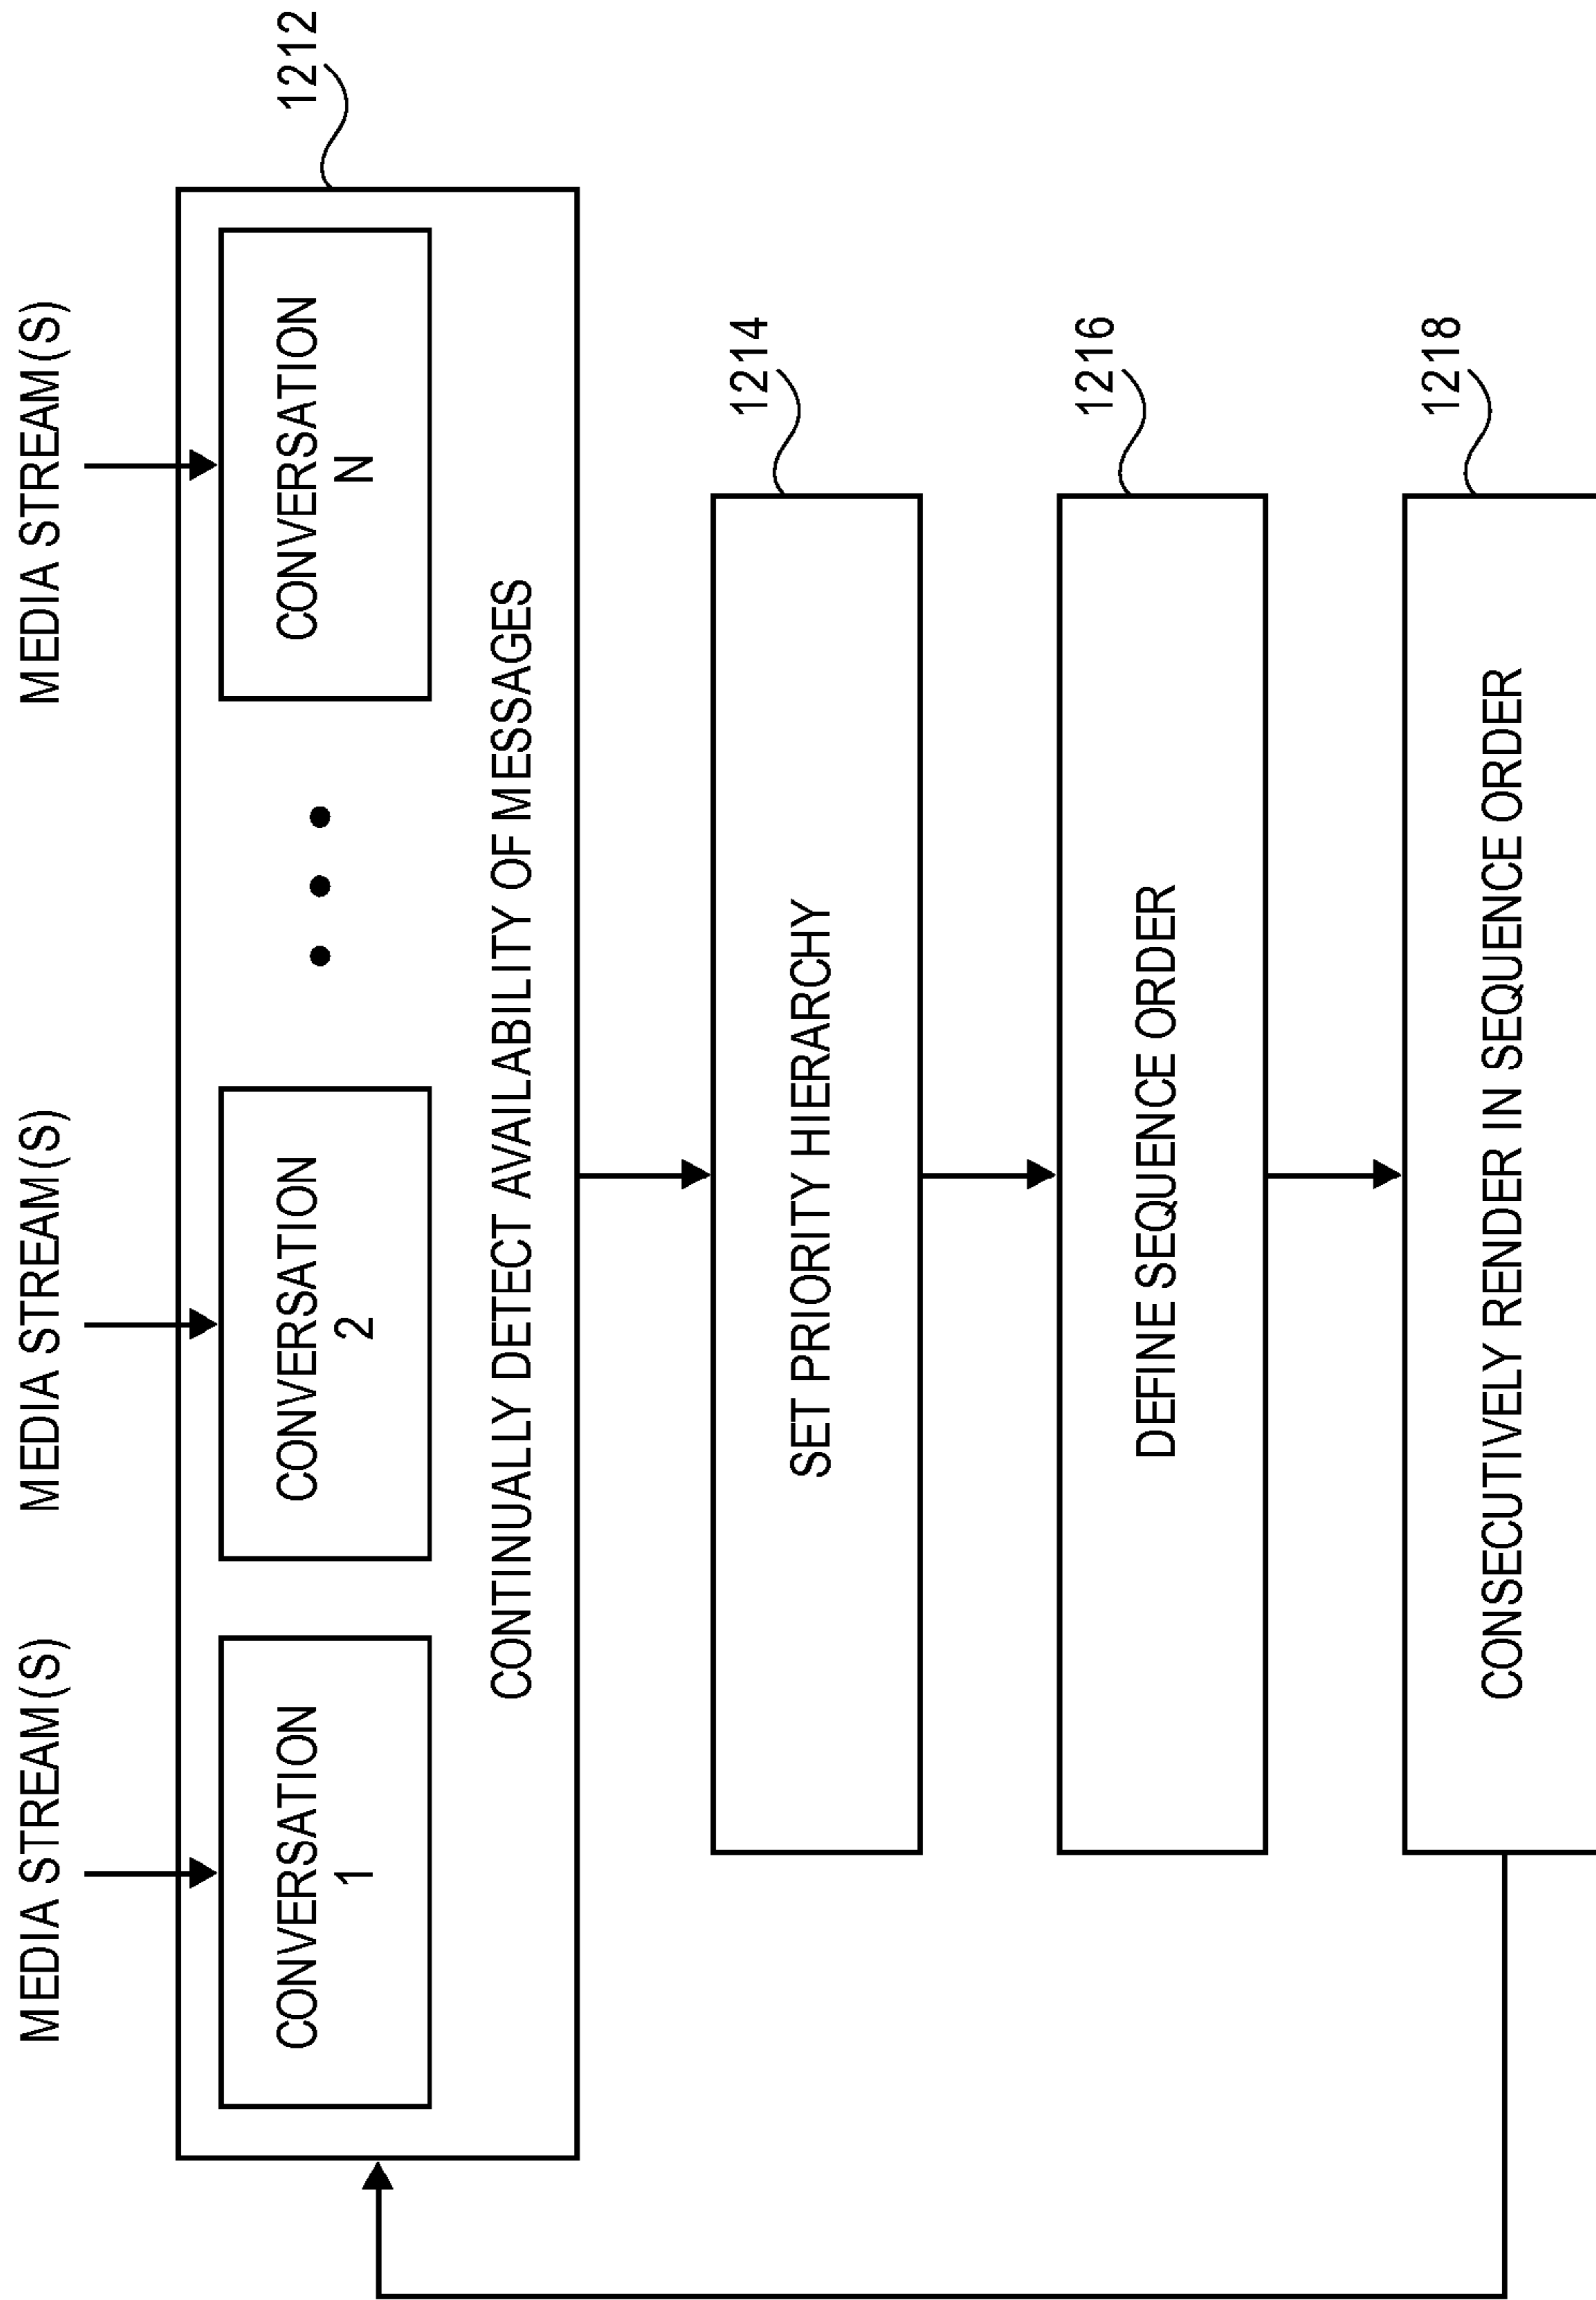 MEDIA STREAM(S)
MEDIA STREAM(S)
MEDIA STREAM(S)
1212
CONVERSATION
1
CONVERSATION
2
CONVERSATION
N
CONTINUALLY DETECT AVAILABILITY OF MESSAGES
1214
SET PRIORITY HIERARCHY
1216
DEFINE SEQUENCE ORDER
1218
CONSECUTIVELY RENDER IN SEQUENCE ORDER